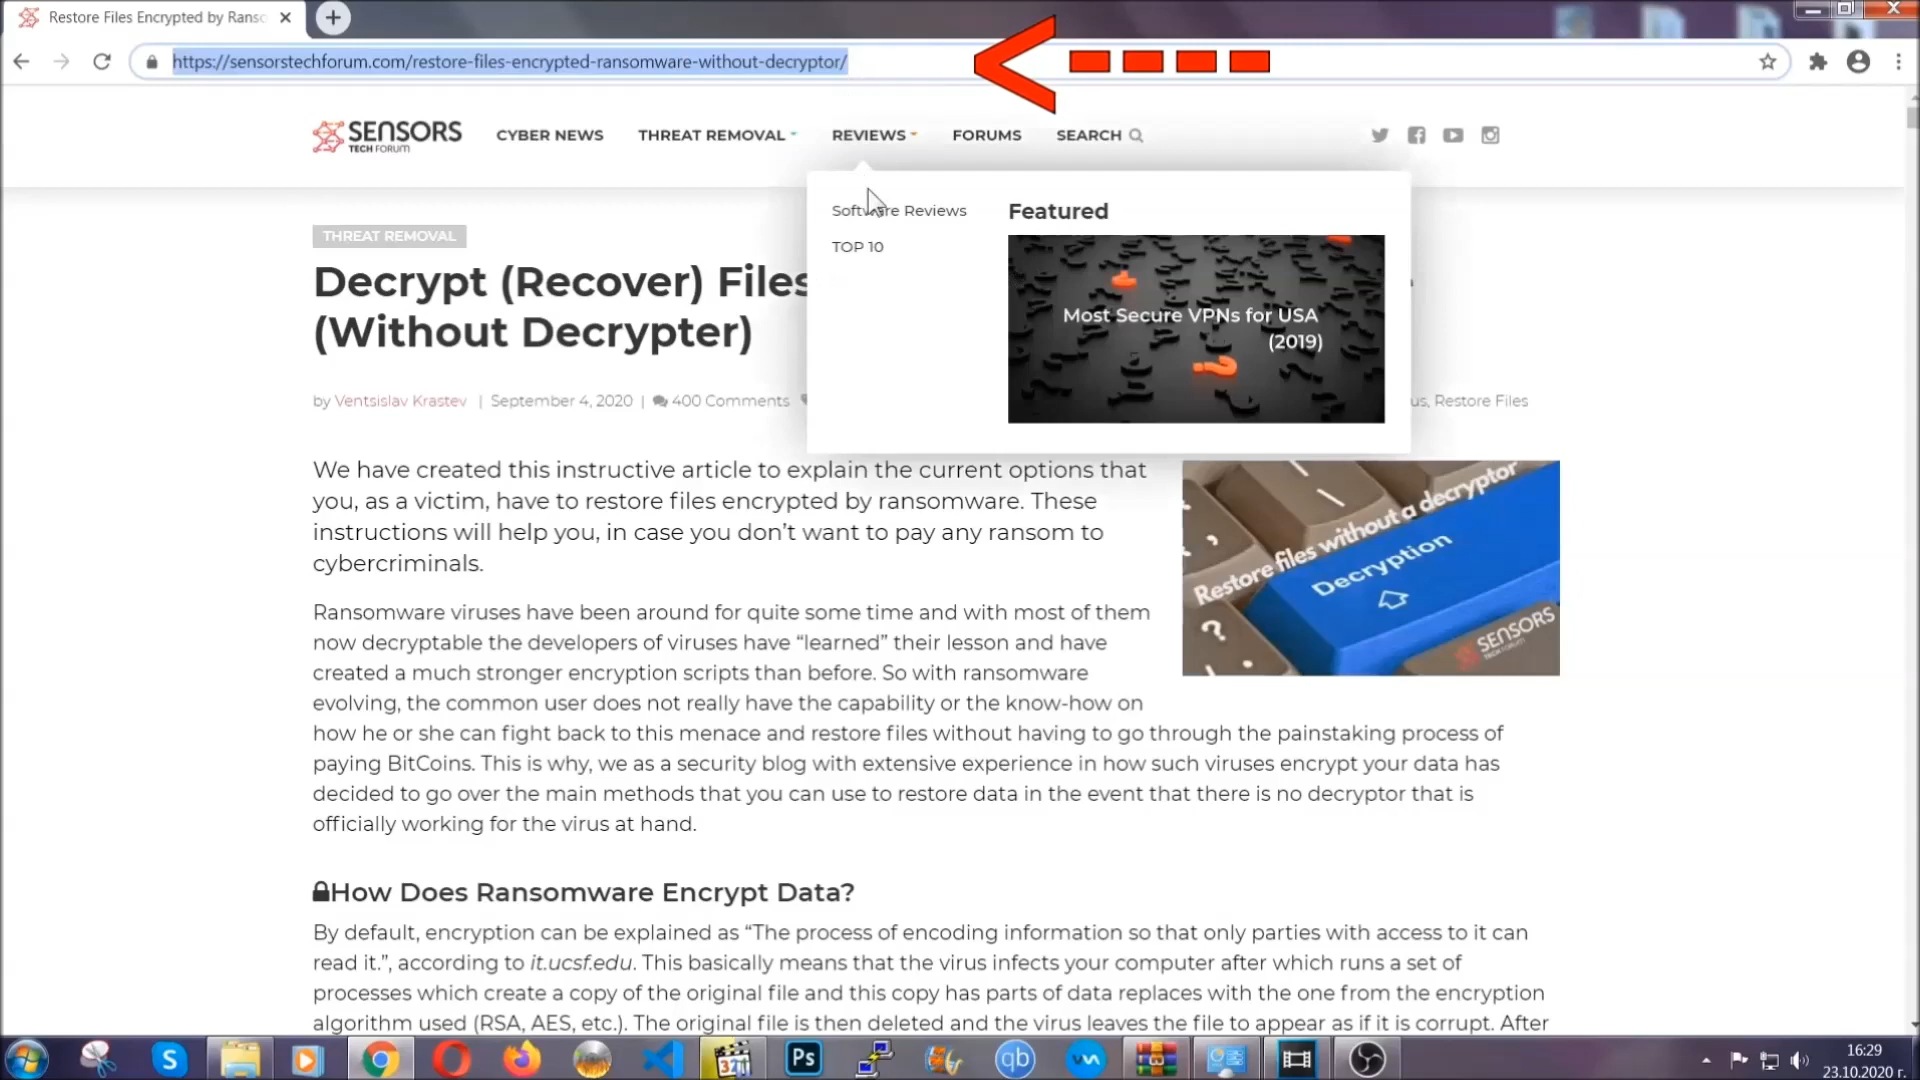 Restore Files Encrypted by Ranso
https://sensorstechforum.com/restore-files-encrypted-ransomware-without-decryptor/
SENSORS
TECH FORUM
CYBER NEWS
THREAT REMOVAL
REVIEWS
FORUMS
SEARCH
Software Reviews
TOP 10
Featured
Most Secure VPNs for USA
(2019)
THREAT REMOVAL
Decrypt (Recover) Files
(Without Decrypter)
by Ventsislav Krastev | September 4, 2020 | 400 Comments
us, Restore Files
We have created this instructive article to explain the current options that
you, as a victim, have to restore files encrypted by ransomware. These
instructions will help you, in case you don’t want to pay any ransom to
cybercriminals.
Restore files without a decryptor
Decryption
SENSORS
TECH FORUM
Ransomware viruses have been around for quite some time and with most of them
now decryptable the developers of viruses have “learned” their lesson and have
created a much stronger encryption scripts than before. So with ransomware
evolving, the common user does not really have the capability or the know-how on
how he or she can fight back to this menace and restore files without having to go through the painstaking process of
paying BitCoins. This is why, we as a security blog with extensive experience in how such viruses encrypt your data has
decided to go over the main methods that you can use to restore data in the event that there is no decryptor that is
officially working for the virus at hand.
How Does Ransomware Encrypt Data?
By default, encryption can be explained as “The process of encoding information so that only parties with access to it can
read it.”, according to it.ucsf.edu. This basically means that the virus infects your computer after which runs a set of
processes which create a copy of the original file and this copy has parts of data replaces with the one from the encryption
algorithm used (RSA, AES, etc.). The original file is then deleted and the virus leaves the file to appear as if it is corrupt. After
S
321
Ps
qb
16:29
23.10.2020 г.